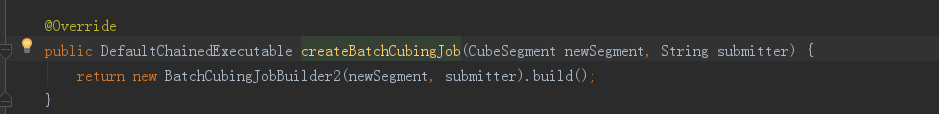 @Override
public DefaultChainedExecutable createBatchCubingJob(CubeSegment newSegment, String submitter) {
return new BatchCubingJobBuilder2(newSegment, submitter).build();
}